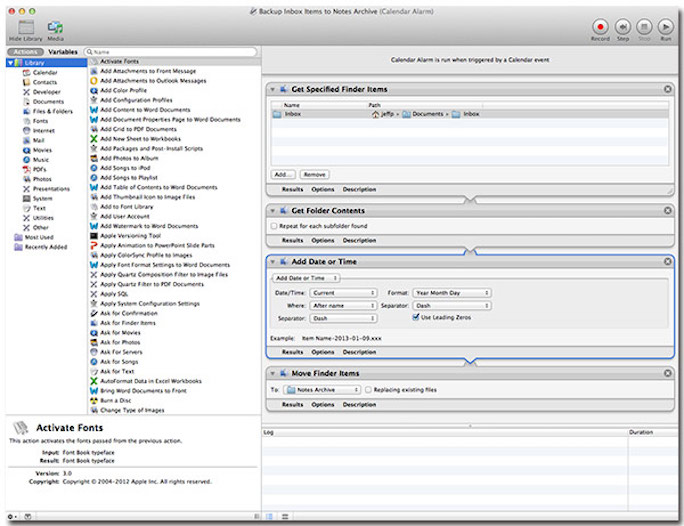 Backup Inbox Items to Notes Archive (Calendar Alarm)
Hide Library Media Record Step Stop Run
Actions Variables Name
Library
Calendar
Contacts
Developer
Documents
Files & Folders
Fonts
Internet
Mail
Movies
Music
PDFs
Photos
Presentations
System
Text
Utilities
Other
Most Used
Recently Added
Activate Fonts
Add Attachments to Front Message
Add Attachments to Outlook Messages
Add Color Profile
Add Configuration Profiles
Add Content to Word Documents
Add Document Properties Page to Word Documents
Add Grid to PDF Documents
Add New Sheet to Workbooks
Add Packages and Post-Install Scripts
Add Photos to Album
Add Songs to iPod
Add Songs to Playlist
Add Table of Contents to Word Documents
Add Thumbnail Icon to Image Files
Add to Font Library
Add User Account
Add Watermark to Word Documents
Apple Versioning Tool
Apply Animation to PowerPoint Slide Parts
Apply ColorSync Profile to Images
Apply Font Format Settings to Word Documents
Apply Quartz Composition Filter to Image Files
Apply Quartz Filter to PDF Documents
Apply SQL
Apply System Configuration Settings
Ask for Confirmation
Ask for Finder Items
Ask for Movies
Ask for Photos
Ask For Servers
Ask for Songs
Ask for Text
AutoFormat Data in Excel Workbooks
Bring Word Documents to Front
Burn a Disc
Change Type of Images
Activate Fonts
This action activates the fonts passed from the previous action.
Input: Font Book typeface
Result: Font Book typeface
Version: 3.0
Copyright: Copyright © 2004-2012 Apple Inc. All rights reserved.
Calendar Alarm is run when triggered by a Calendar event
Get Specified Finder Items
Name Path
Inbox jeffp ▸ Documents ▸ Inbox
Add... Remove
Results Options Description
Get Folder Contents
Repeat for each subfolder found
Results Options Description
Add Date or Time
Add Date or Time
Date/Time: Current Format: Year Month Day
Where: After name Separator: Dash
Separator: Dash Use Leading Zeros
Example: Item Name-2013-01-09.xxx
Results Options Description
Move Finder Items
To: Notes Archive Replacing existing files
Results Options Description
Log Duration